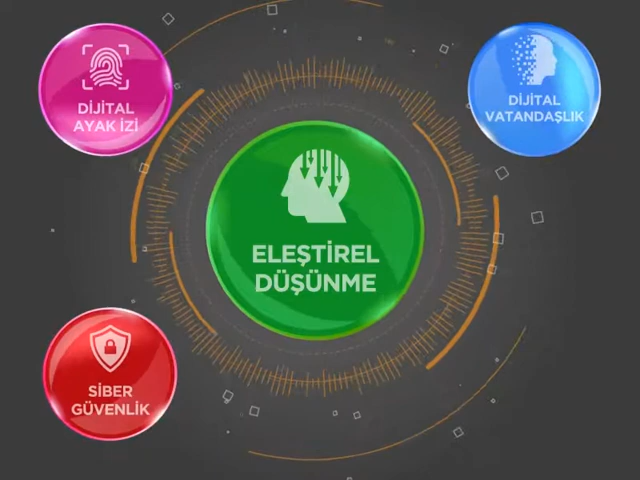 DİJİTAL
AYAK İZİ
DİJİTAL
VATANDAŞLIK
ELEŞTİREL
DÜŞÜNME
SİBER
GÜVENLİK